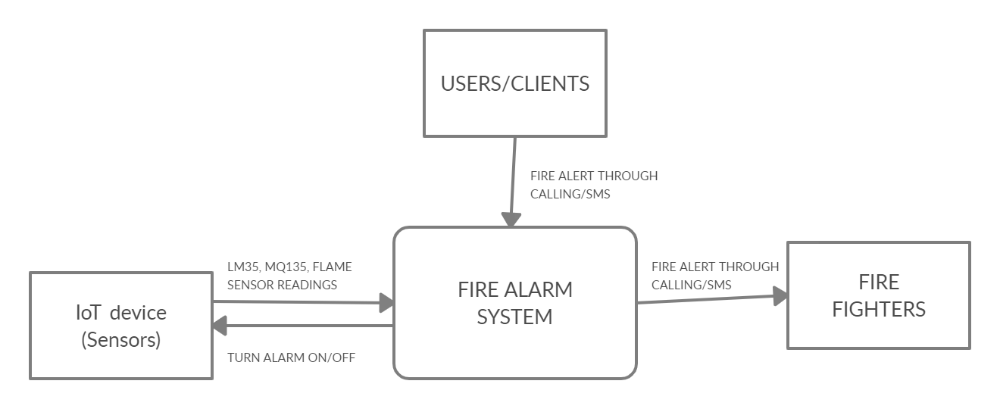 USERS/CLIENTS
FIRE ALERT THROUGH
CALLING/SMS
LM35, MQ135, FLAME
SENSOR READINGS
IoT device
(Sensors)
TURN ALARM ON/OFF
FIRE ALARM
SYSTEM
FIRE ALERT THROUGH
CALLING/SMS
FIRE
FIGHTERS